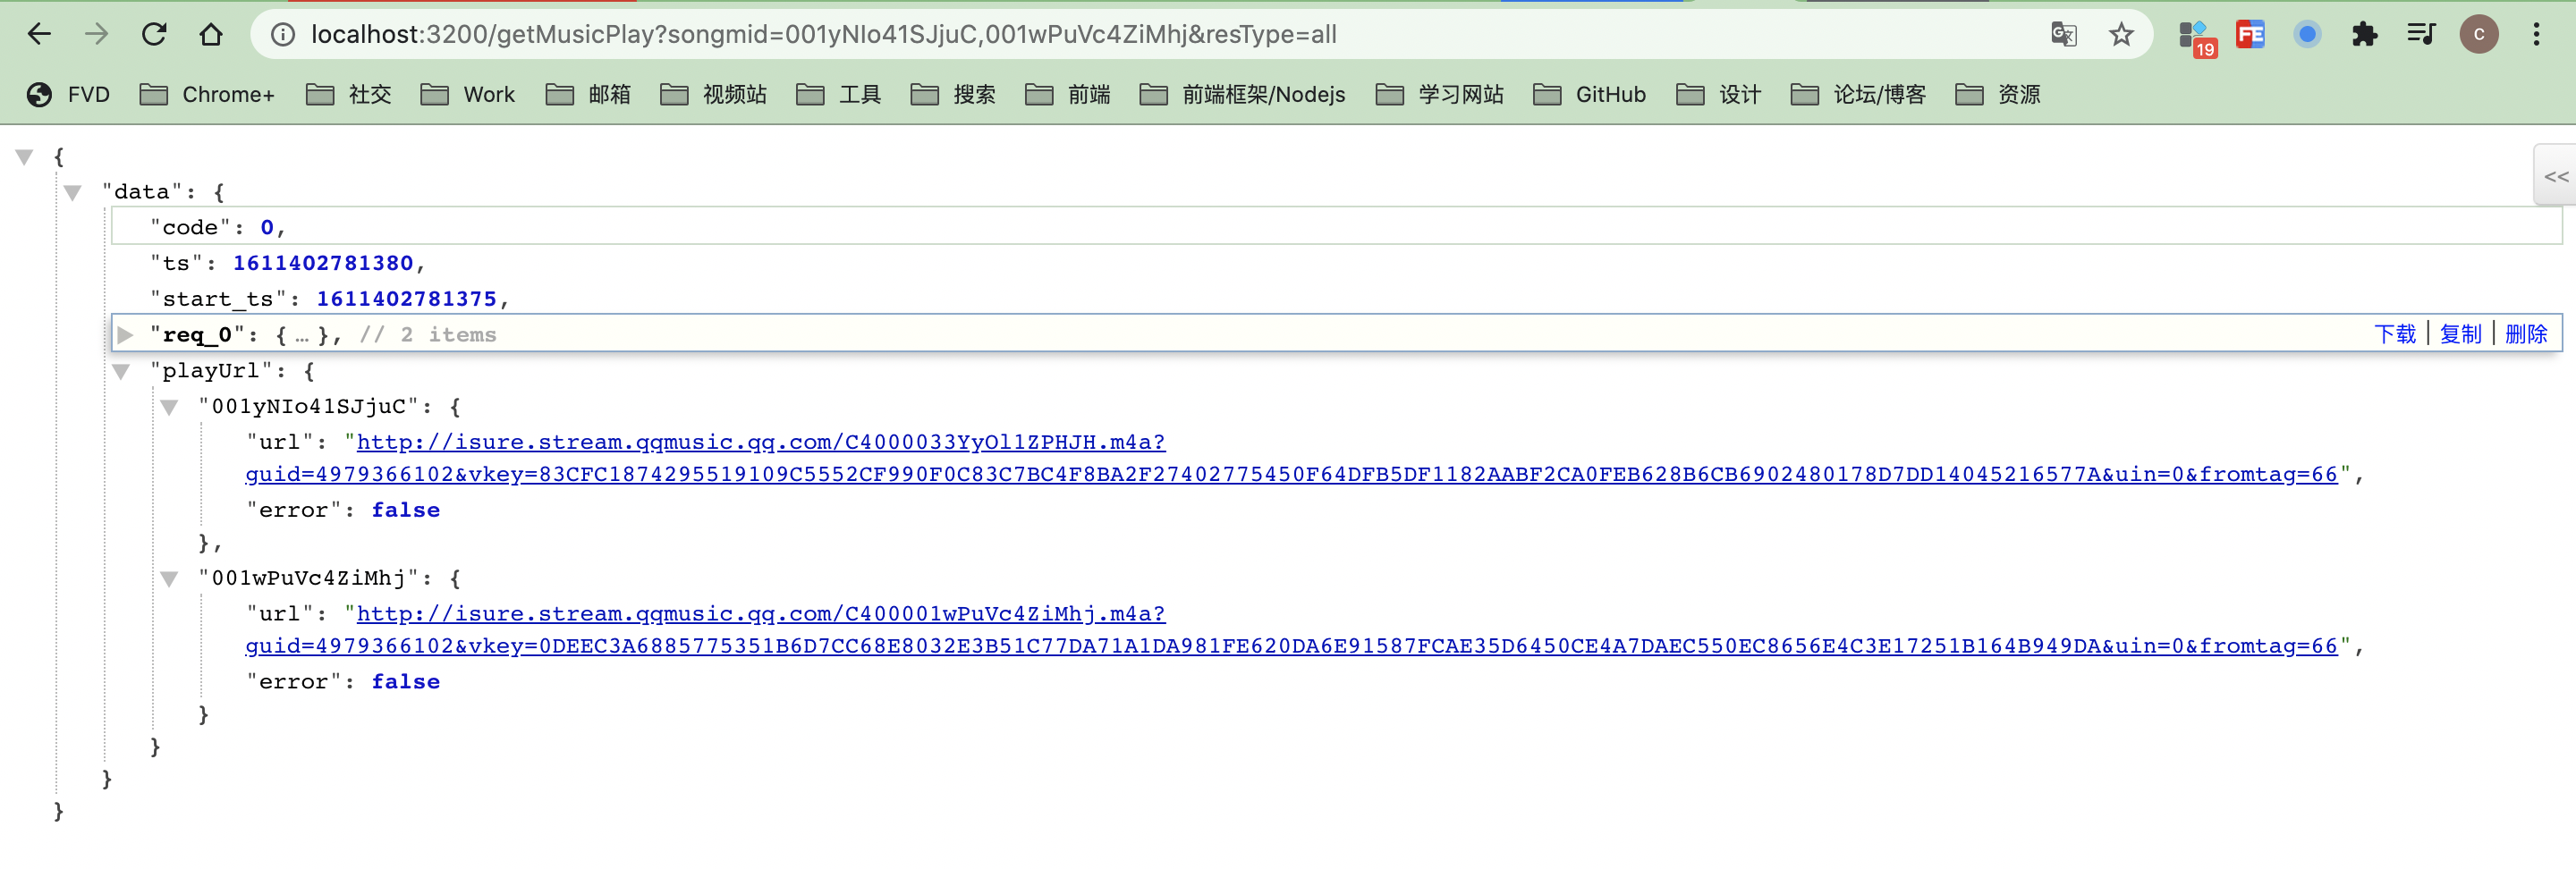 localhost:3200/getMusicPlay?songmid=001yNIo41SJjuC,001wPuVc4ZiMhj&resType=all
19
FE
C
FVD Chrome+ 社交 Work 邮箱 视频站 工具 搜索 前端 前端框架/Nodejs 学习网站 GitHub 设计 论坛/博客 资源
{
<<
"data": {
"code": 0,
"ts": 1611402781380,
"start_ts": 1611402781375,
"req_0": { … }, // 2 items 下载 | 复制 | 删除
"playUrl": {
"001yNIo41SJjuC": {
"url": "http://isure.stream.qqmusic.qq.com/C4000033YyOl1ZPHJH.m4a?
guid=4979366102&vkey=83CFC1874295519109C5552CF990F0C83C7BC4F8BA2F27402775450F64DFB5DF1182AABF2CA0FEB628B6CB6902480178D7DD14045216577A&uin=0&fromtag=66",
"error": false
},
"001wPuVc4ZiMhj": {
"url": "http://isure.stream.qqmusic.qq.com/C400001wPuVc4ZiMhj.m4a?
guid=4979366102&vkey=0DEEC3A6885775351B6D7CC68E8032E3B51C77DA71A1DA981FE620DA6E91587FCAE35D6450CE4A7DAEC550EC8656E4C3E17251B164B949DA&uin=0&fromtag=66",
"error": false
}
}
}
}